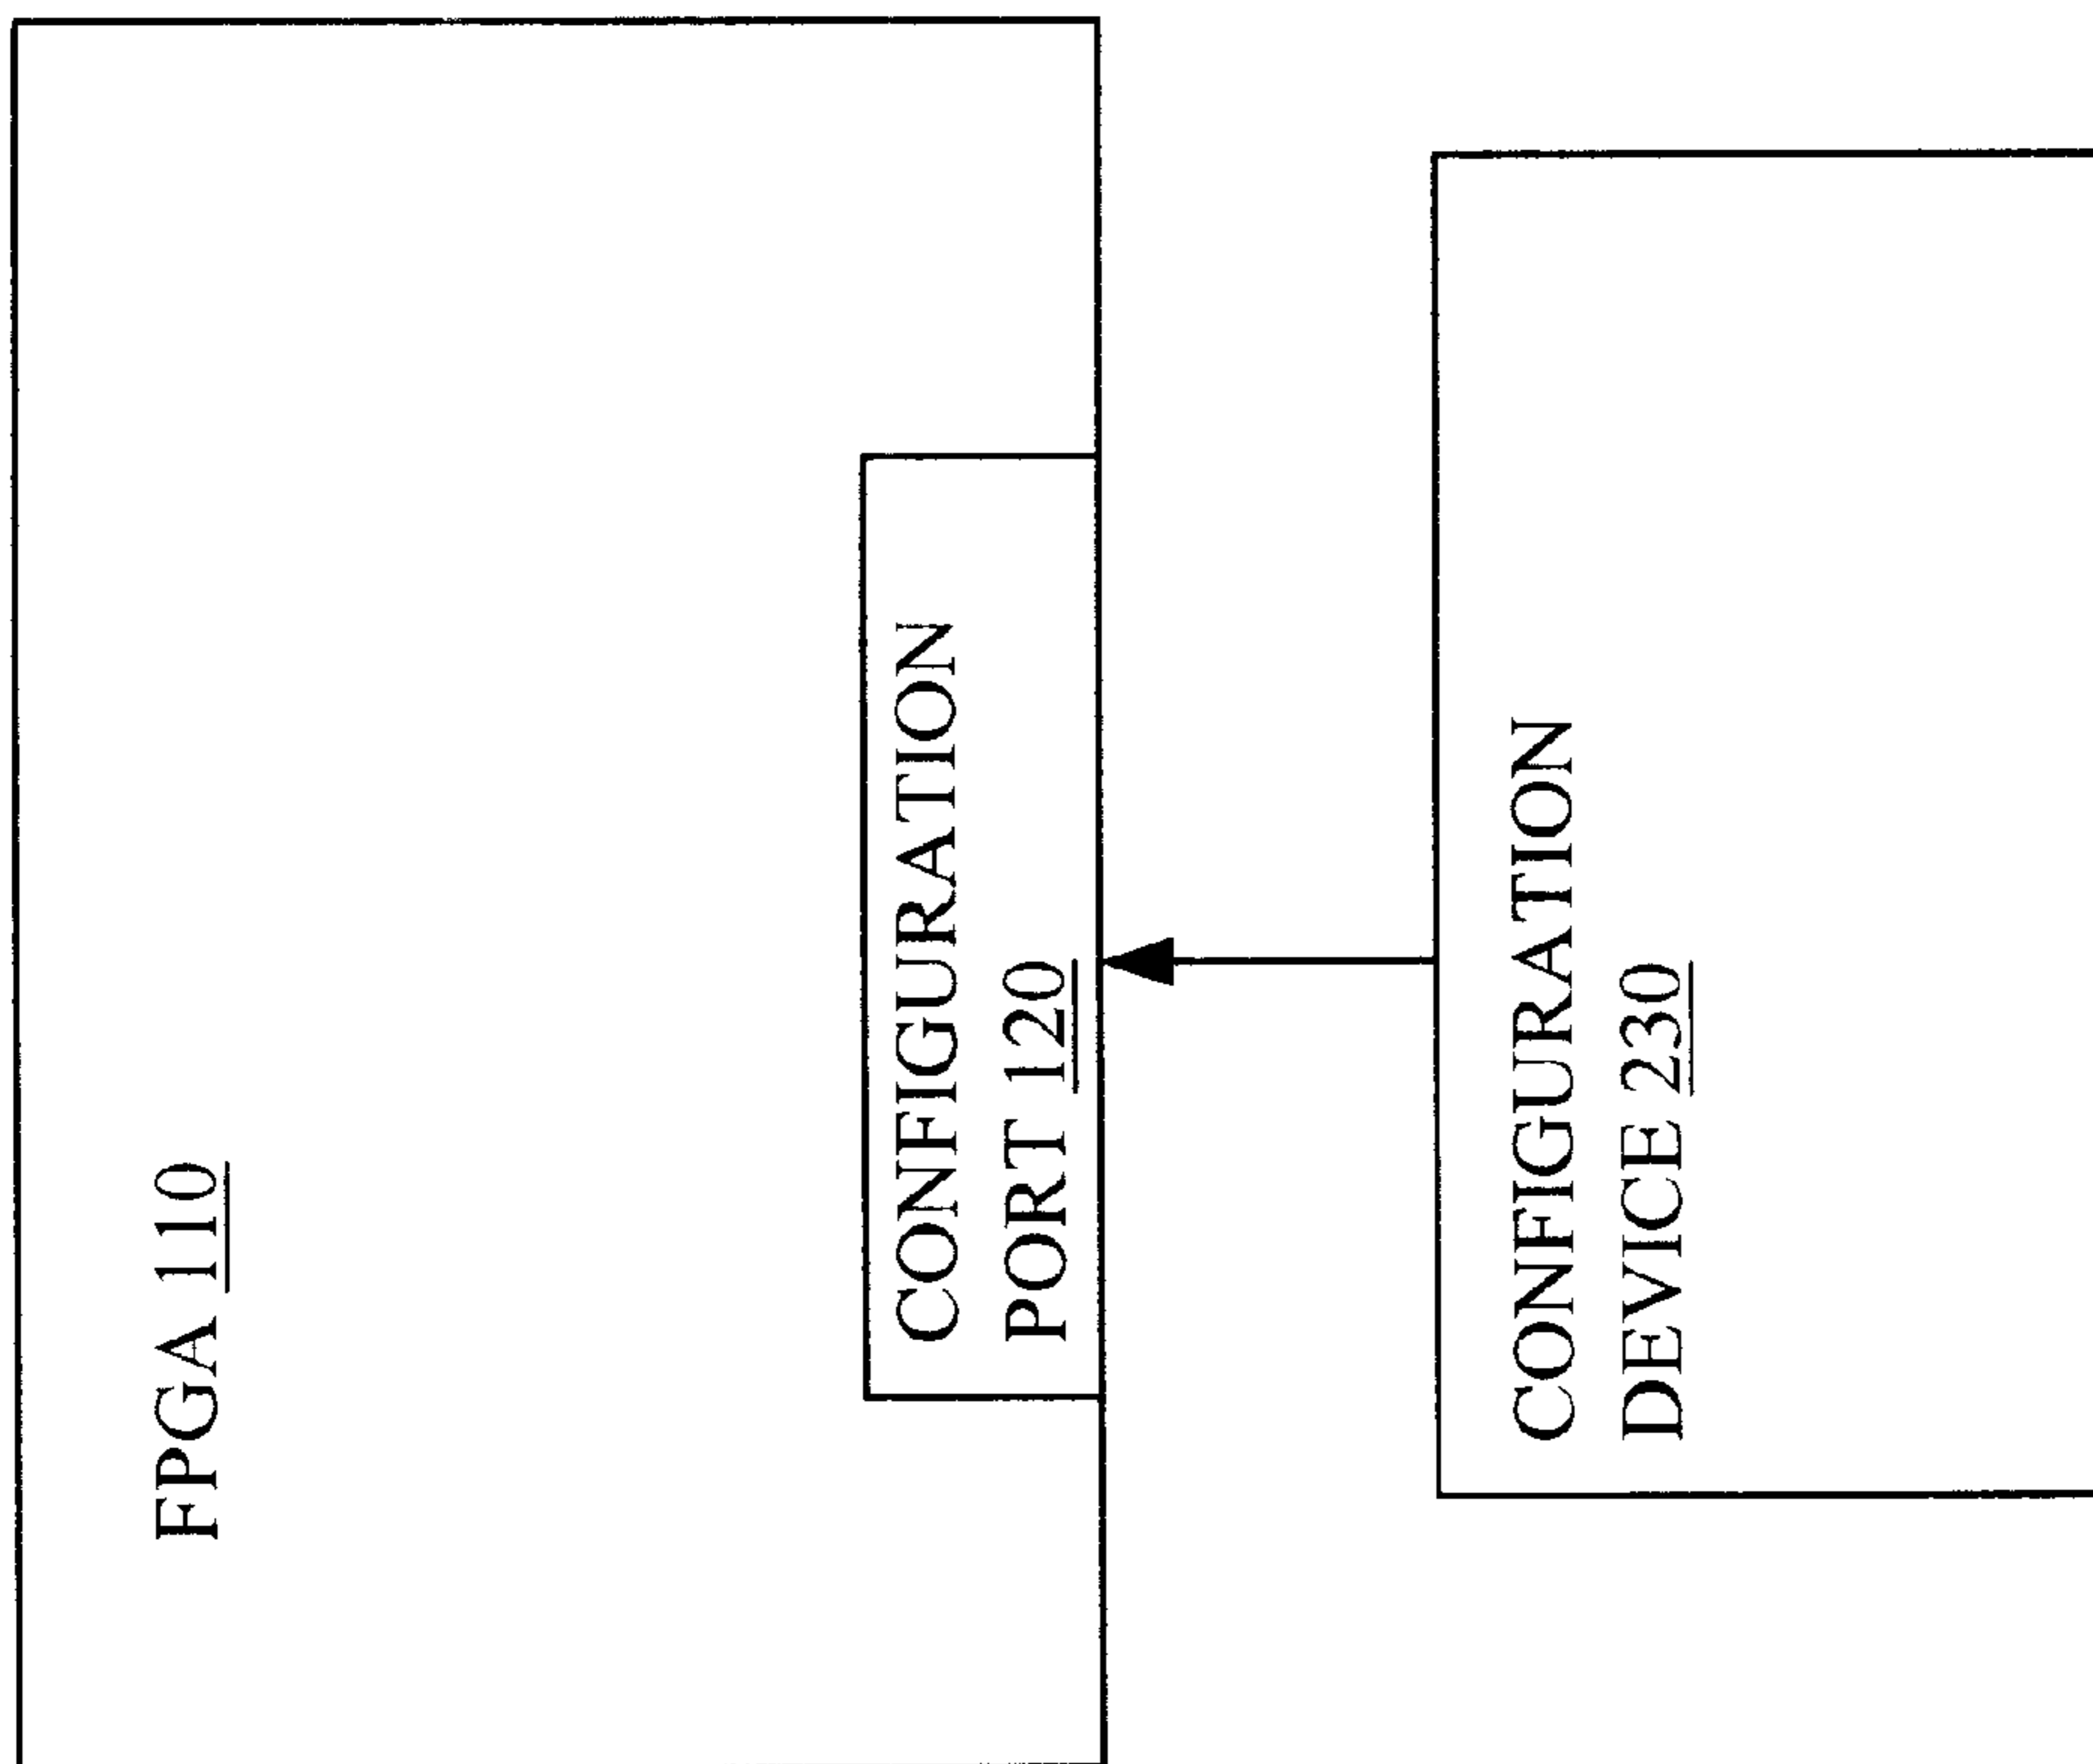 FPGA 110
CONFIGURATION
PORT 120
CONFIGURATION
DEVICE 230